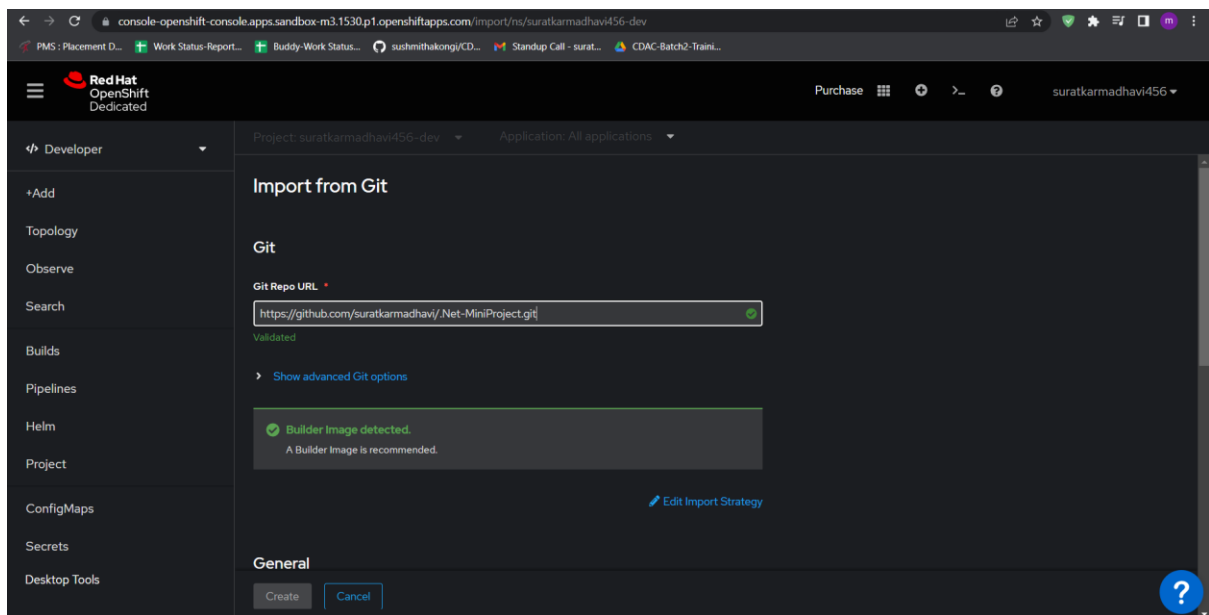 console-openshift-console.apps.sandbox-m3.1530.p1.openshiftapps.com/import/ns/suratkarmadhavi456-dev
m
PMS : Placement D...
Work Status-Report...
Buddy-Work Status...
sushmithakongi/CD...
Standup Call - surat...
CDAC-Batch2-Traini...
Red Hat
OpenShift
Dedicated
Purchase
suratkarmadhavi456
Developer
Project: suratkarmadhavi456-dev
Application: All applications
+Add
Topology
Observe
Search
Builds
Pipelines
Helm
Project
ConfigMaps
Secrets
Desktop Tools
Import from Git
Git
Git Repo URL *
https://github.com/suratkarmadhavi/.Net-MiniProject.git
Validated
Show advanced Git options
Builder Image detected.
A Builder Image is recommended.
Edit Import Strategy
General
Create
Cancel
?